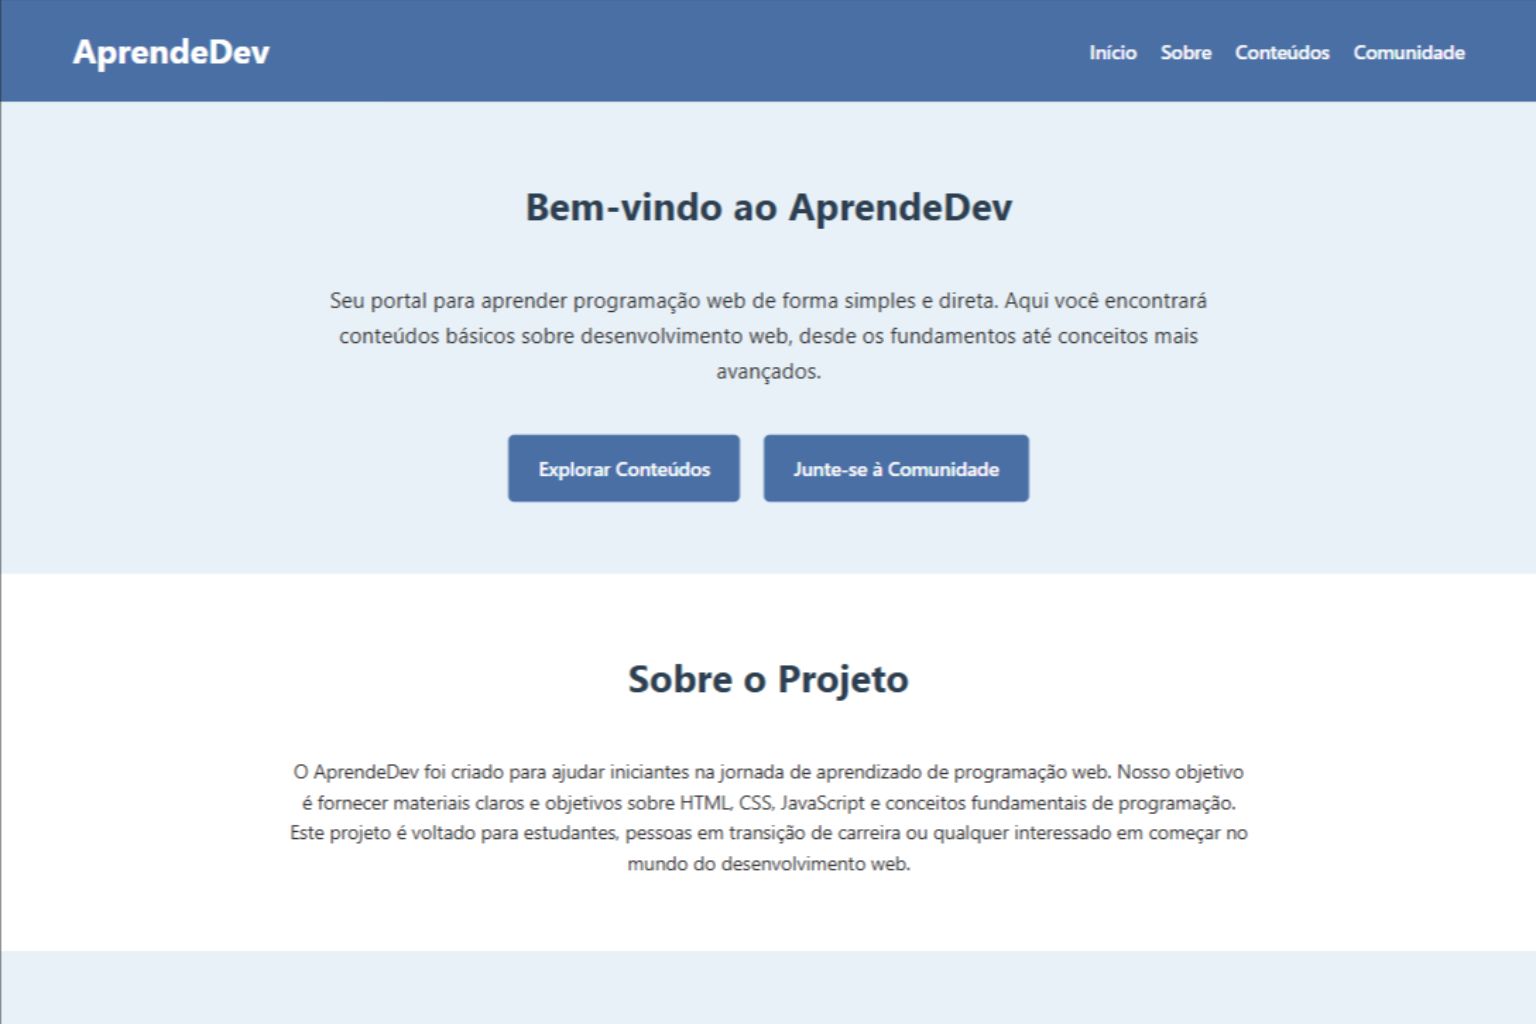 AprendeDev
Início Sobre Conteúdos Comunidade
Bem-vindo ao AprendeDev
Seu portal para aprender programação web de forma simples e direta. Aqui você encontrará
conteúdos básicos sobre desenvolvimento web, desde os fundamentos até conceitos mais
avançados.
Explorar Conteúdos
Junte-se à Comunidade
Sobre o Projeto
O AprendeDev foi criado para ajudar iniciantes na jornada de aprendizado de programação web. Nosso objetivo
é fornecer materiais claros e objetivos sobre HTML, CSS, JavaScript e conceitos fundamentais de programação.
Este projeto é voltado para estudantes, pessoas em transição de carreira ou qualquer interessado em começar no
mundo do desenvolvimento web.